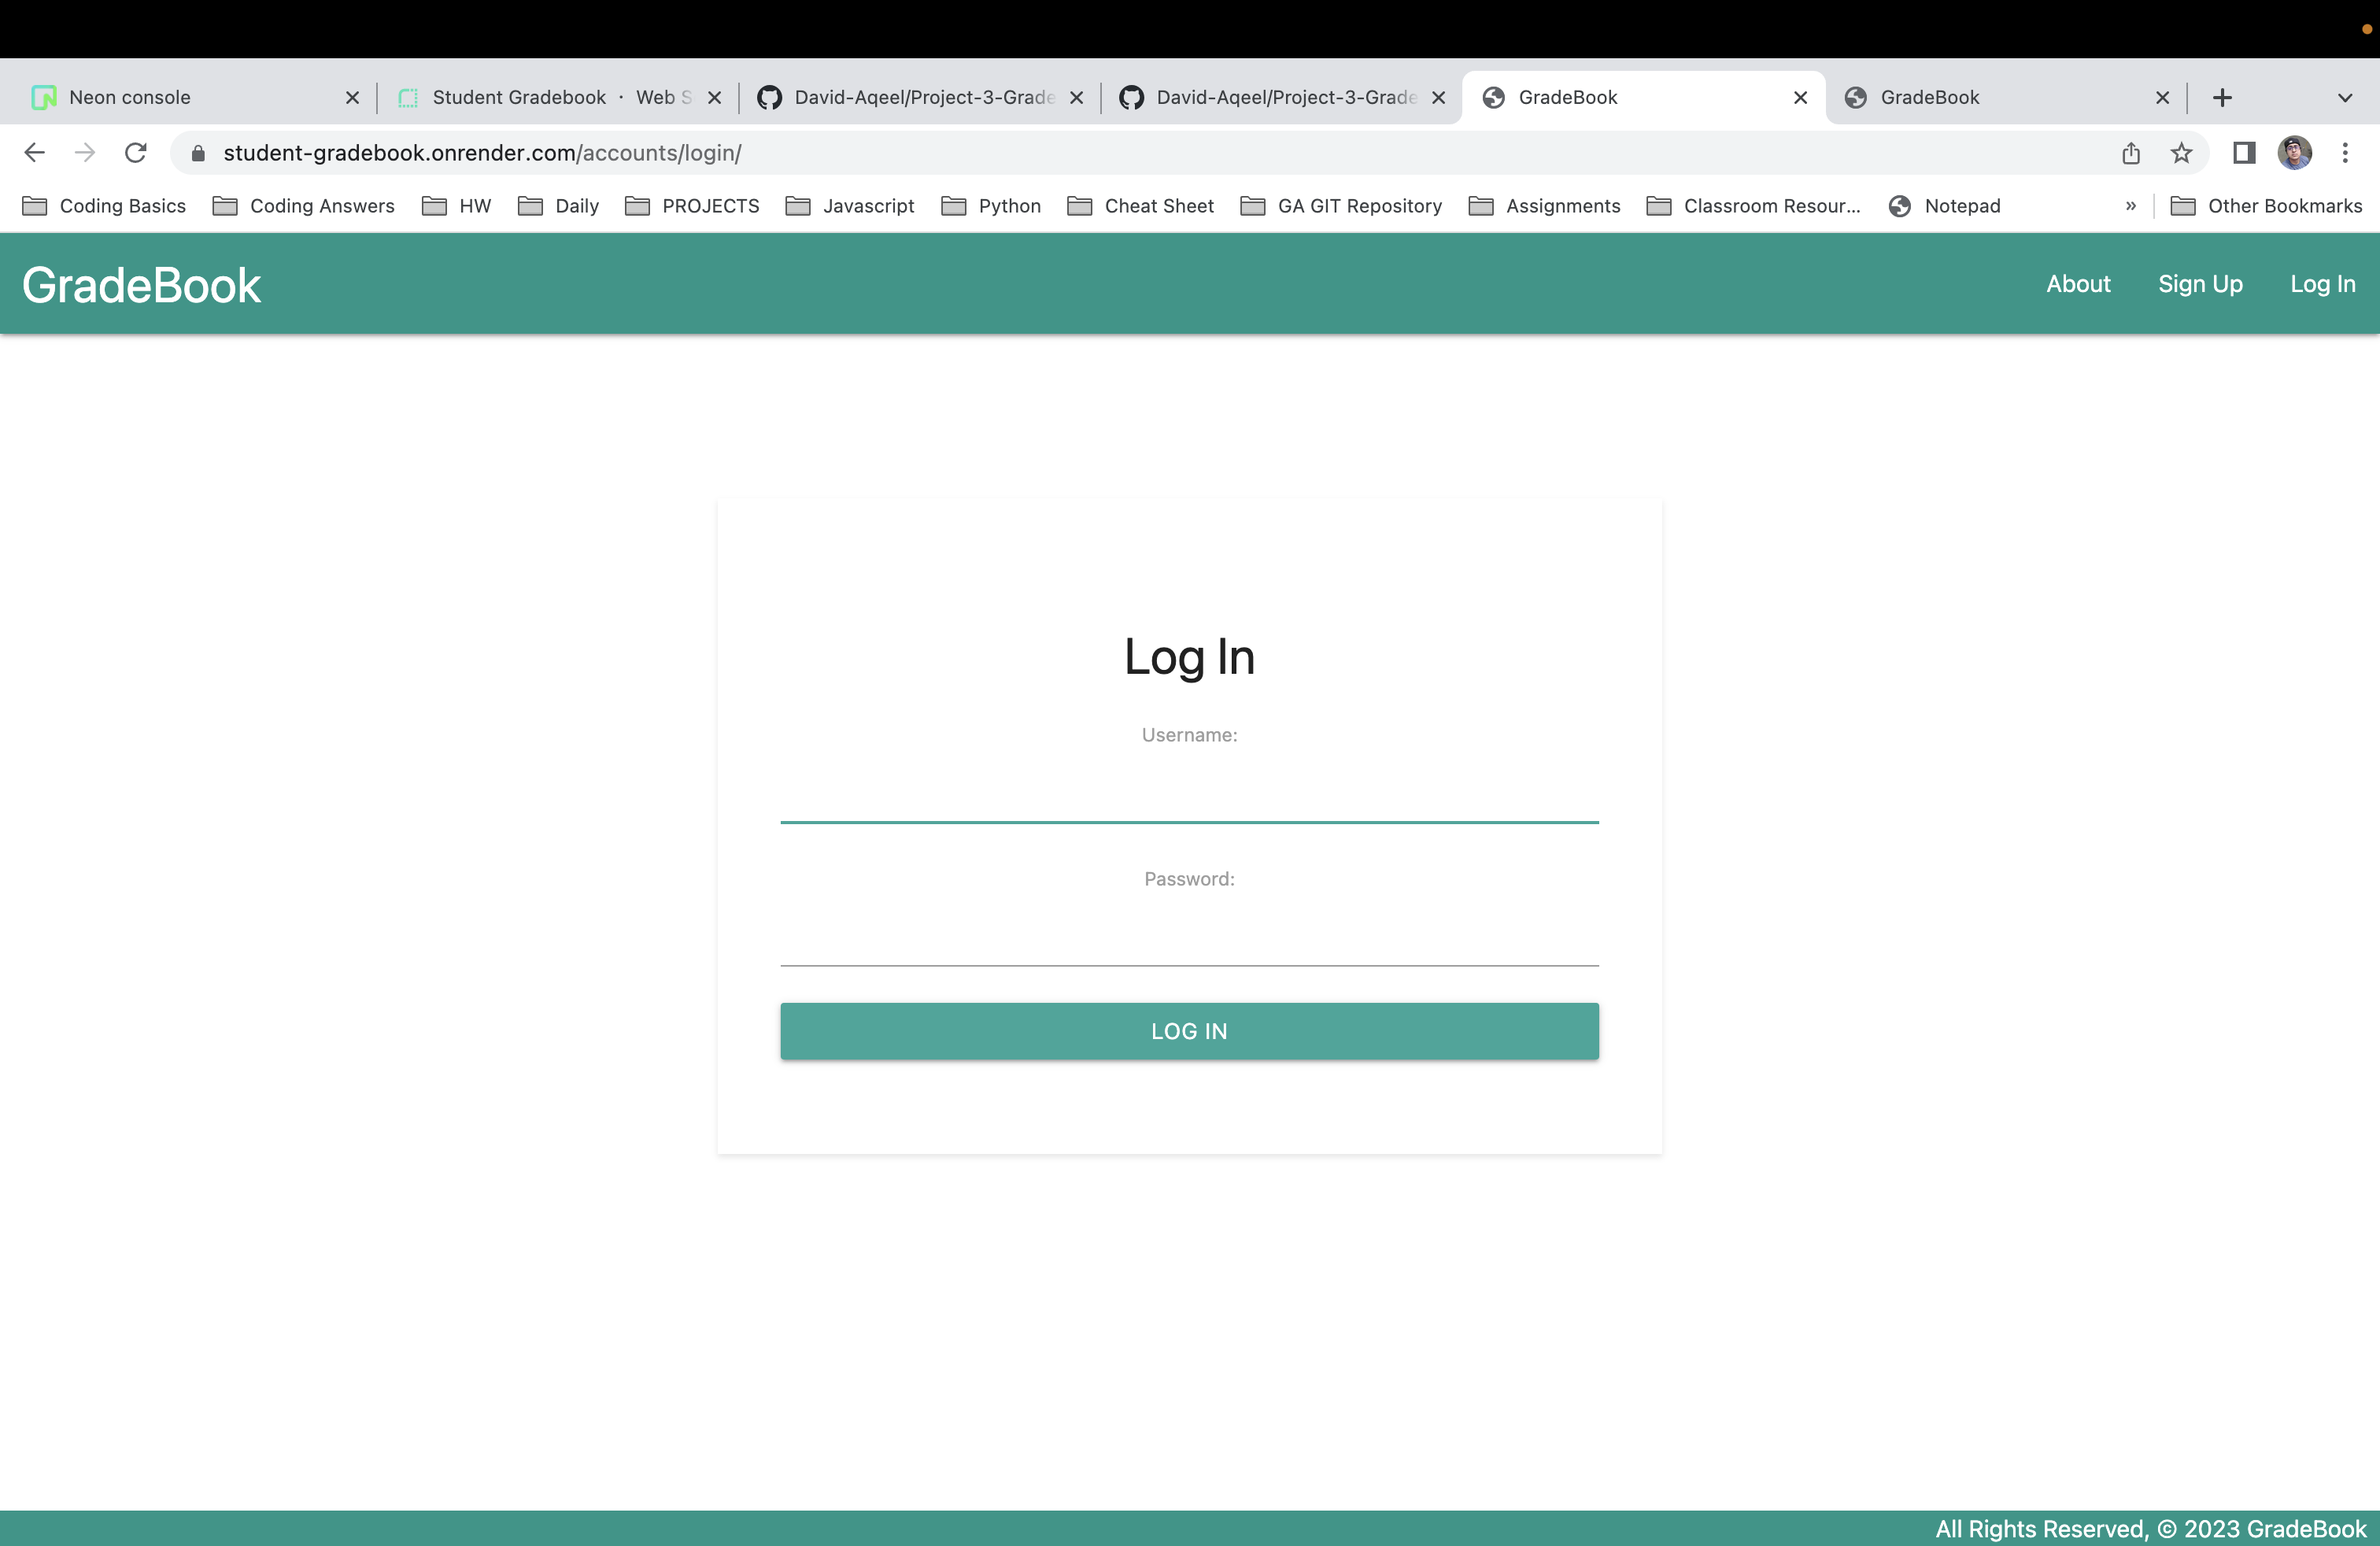 Neon console
Student Gradebook · Web S
David-Aqeel/Project-3-Grade
David-Aqeel/Project-3-Grade
GradeBook
GradeBook
student-gradebook.onrender.com/accounts/login/
Coding Basics
Coding Answers
HW
Daily
PROJECTS
Javascript
Python
Cheat Sheet
GA GIT Repository
Assignments
Classroom Resour...
Notepad
»
Other Bookmarks
GradeBook
About
Sign Up
Log In
Log In
Username:
Password:
LOG IN
All Rights Reserved, © 2023 GradeBook